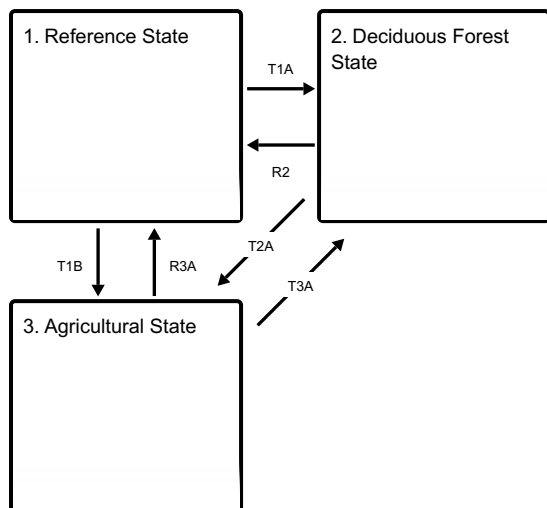 1. Reference State
2. Deciduous Forest
State
T1A
R2
T2A
T1B
R3A
T3A
3. Agricultural State